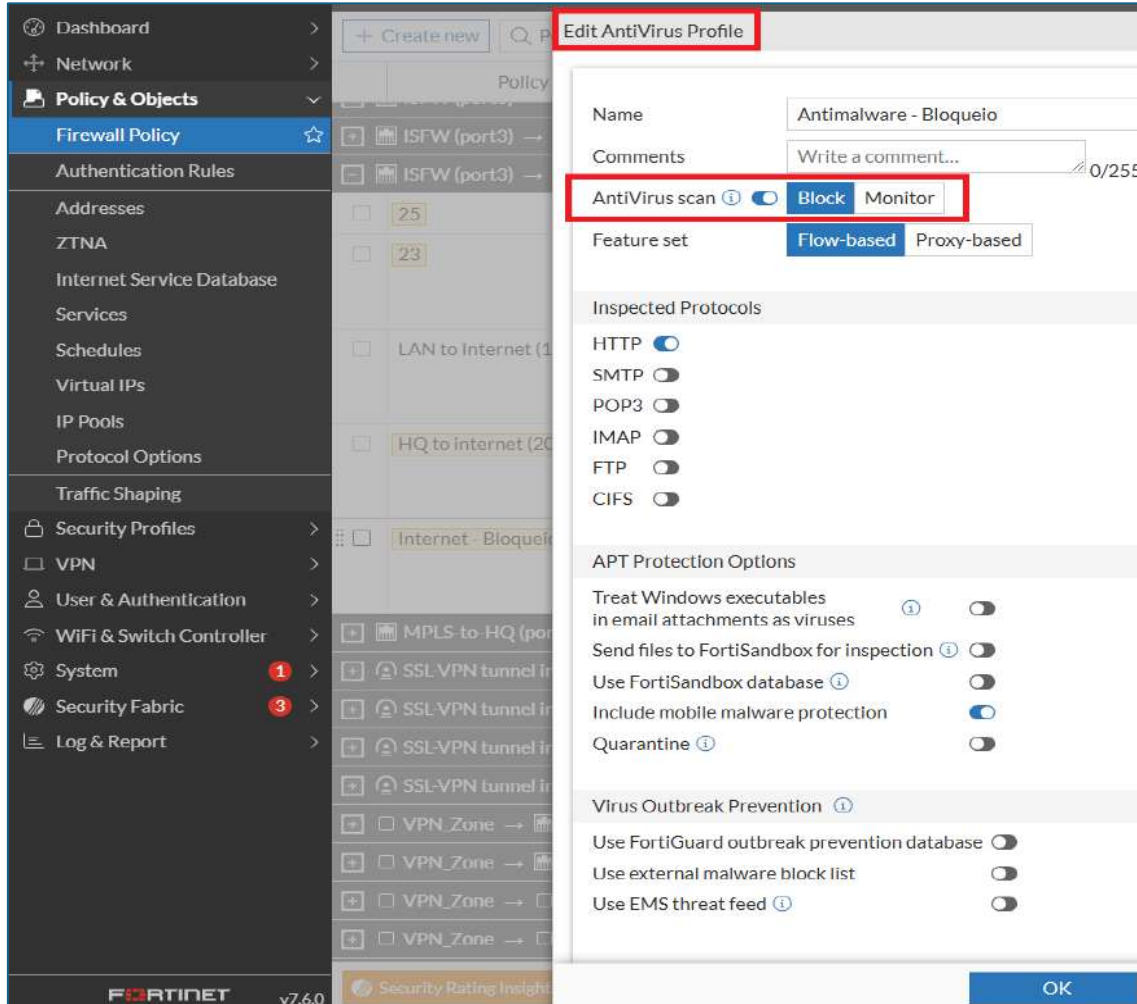 Dashboard
Network
Policy & Objects
Firewall Policy
Authentication Rules
Addresses
ZTNA
Internet Service Database
Services
Schedules
Virtual IPs
IP Pools
Protocol Options
Traffic Shaping
Security Profiles
VPN
User & Authentication
WiFi & Switch Controller
System 1
Security Fabric 3
Log & Report
FORTINET v7.6.0
+ Create new
Policy
ISFW (port3) →
ISFW (port3) →
25
23
LAN to Internet (1
HQ to internet (20
Internet - Bloquei
MPLS-to-HQ (por
SSL-VPN tunnel in
SSL-VPN tunnel in
SSL-VPN tunnel in
SSL-VPN tunnel in
VPN_Zone →
VPN_Zone →
VPN_Zone →
VPN_Zone →
Security Rating Insight
Edit AntiVirus Profile
Name Antimalware - Bloqueio
Comments Write a comment... 0/255
AntiVirus scan Block Monitor
Feature set Flow-based Proxy-based
Inspected Protocols
HTTP
SMTP
POP3
IMAP
FTP
CIFS
APT Protection Options
Treat Windows executables
in email attachments as viruses
Send files to FortiSandbox for inspection
Use FortiSandbox database
Include mobile malware protection
Quarantine
Virus Outbreak Prevention
Use FortiGuard outbreak prevention database
Use external malware block list
Use EMS threat feed
OK